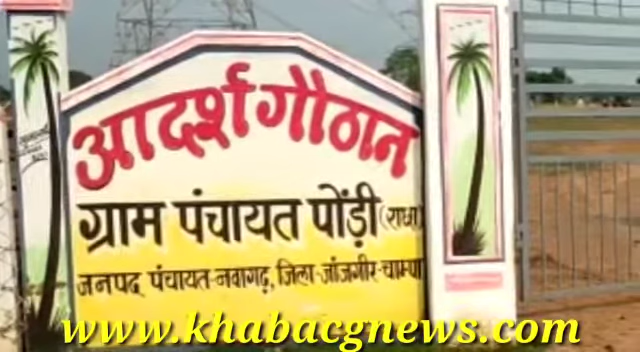 आदर्श गौठान
ग्राम पंचायत पोंड़ी (राधा)
जनपद पंचायत-नवागढ़, जिला-जाँजगीर-चाम्पा
www.khabacgnews.com